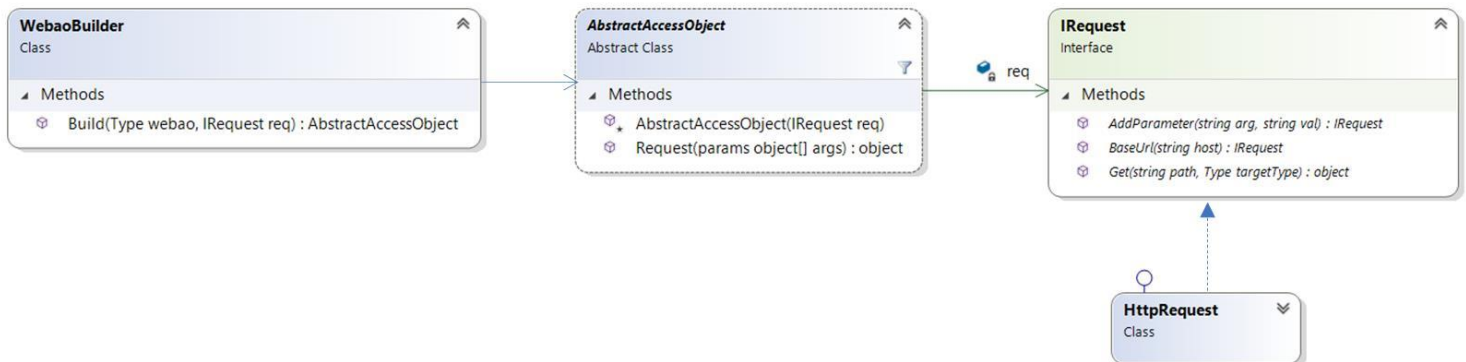 WebaoBuilder
Class
Methods
Build(Type webao, IRequest req) : AbstractAccessObject
AbstractAccessObject
Abstract Class
Methods
AbstractAccessObject(IRequest req)
Request(params object[] args) : object
req
IRequest
Interface
Methods
AddParameter(string arg, string val) : IRequest
BaseUrl(string host) : IRequest
Get(string path, Type targetType) : object
HttpRequest
Class